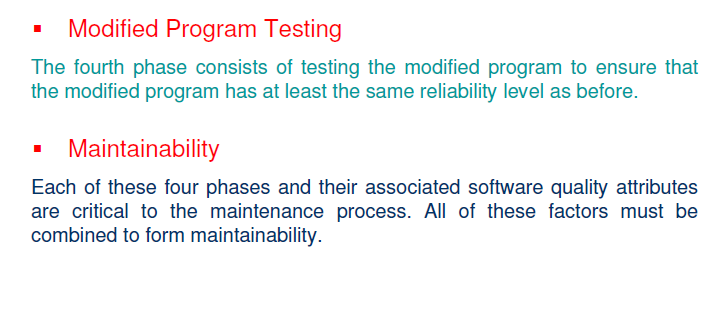 ▪ Modified Program Testing
The fourth phase consists of testing the modified program to ensure that
the modified program has at least the same reliability level as before.
▪ Maintainability
Each of these four phases and their associated software quality attributes
are critical to the maintenance process. All of these factors must be
combined to form maintainability.